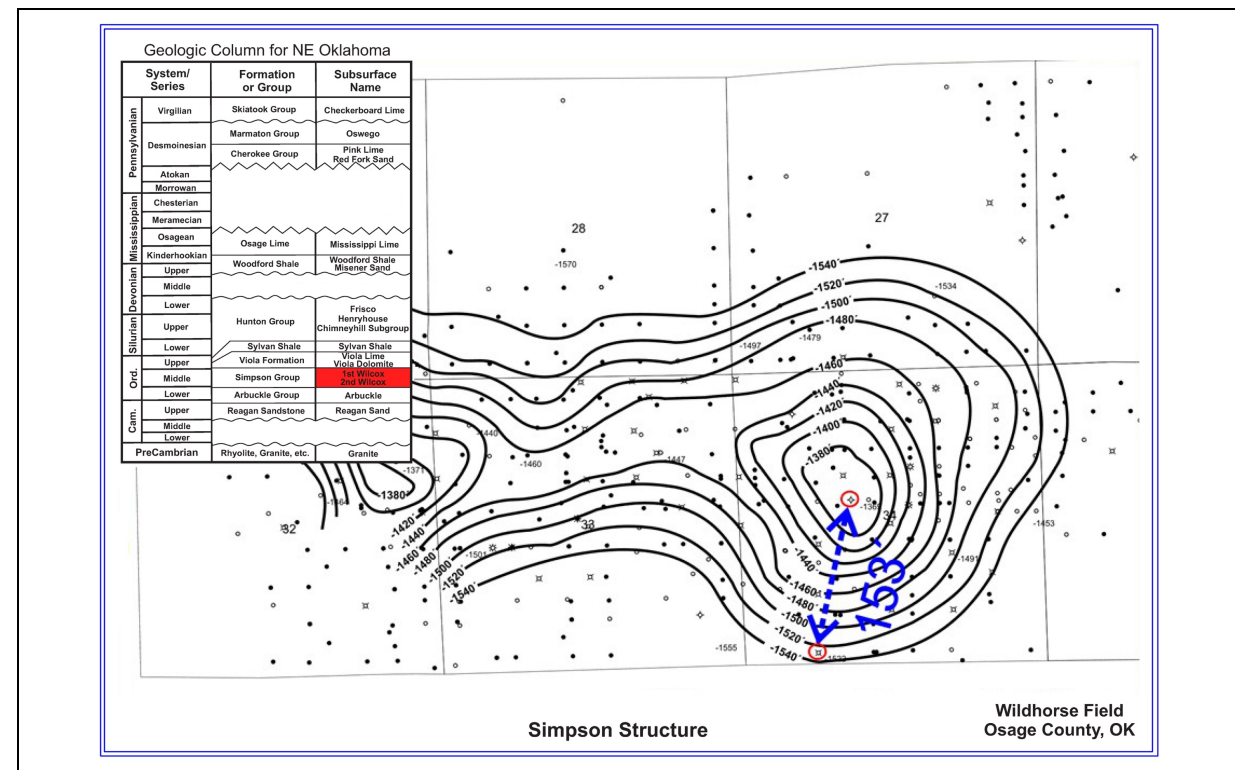 Geologic Column for NE Oklahoma
System/ Series
Formation or Group
Subsurface Name
Pennsylvanian
Virgilian
Skiatook Group
Checkerboard Lime
Desmoinesian
Marmaton Group
Oswego
Cherokee Group
Pink Lime
Red Fork Sand
Atokan
Morrowan
Mississippian
Chesterian
Meramecian
Osagean
Osage Lime
Mississippi Lime
Kinderhookian
Woodford Shale
Woodford Shale
Misener Sand
Devonian
Upper
Middle
Lower
Hunton Group
Frisco
Henryhouse
Chimneyhill Subgroup
Silurian
Upper
Lower
Sylvan Shale
Sylvan Shale
Ord.
Upper
Viola Formation
Viola Lime
Viola Dolomite
Middle
Simpson Group
1st Wilcox
2nd Wilcox
Lower
Arbuckle Group
Arbuckle
Cam.
Upper
Reagan Sandstone
Reagan Sand
Middle
Lower
PreCambrian
Rhyolite, Granite, etc.
Granite
28
-1570
27
-1540´
-1520´
-1500´
-1480´
-1534
-1497
-1479
-1460´
-1440´
-1420´
-1400´
-1380´
-1440
-1460
-1447
-1371
-1380´
32
33
34
-1453
-1420´
-1440´
-1460´
-1480´
-1500´
-1520´
-1540´
-1501
-1491
153´
-1440´
-1460´
-1480´
-1500´
-1520´
-1540´
-1555
Simpson Structure
Wildhorse Field
Osage County, OK